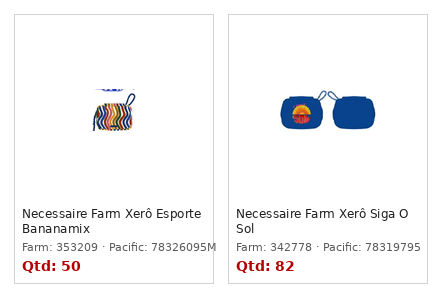 Necessaire Farm Xerô Esporte
Bananamix
Farm: 353209 · Pacific: 78326095M
Qtd: 50
Necessaire Farm Xerô Siga O
Sol
Farm: 342778 · Pacific: 78319795
Qtd: 82